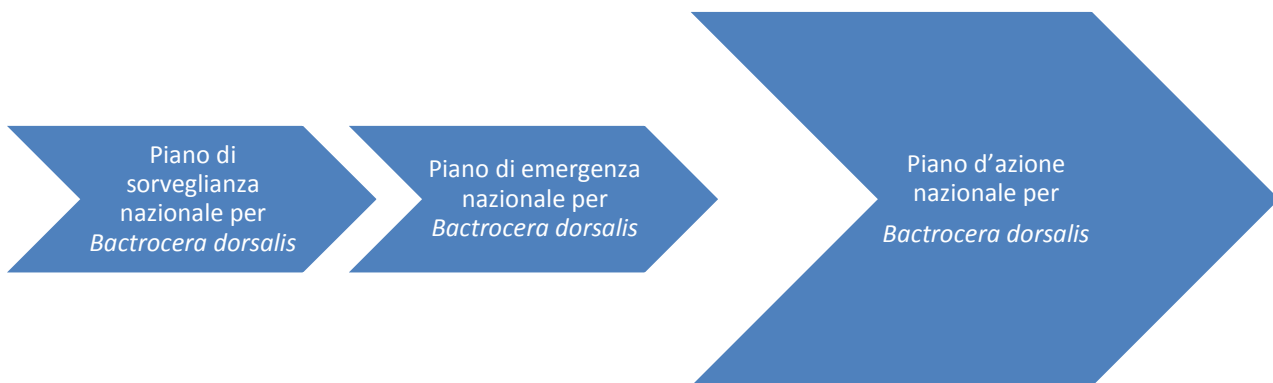 Piano di
sorveglianza
nazionale per
Bactrocera dorsalis
Piano di emergenza
nazionale per
Bactrocera dorsalis
Piano d’azione
nazionale per
Bactrocera dorsalis